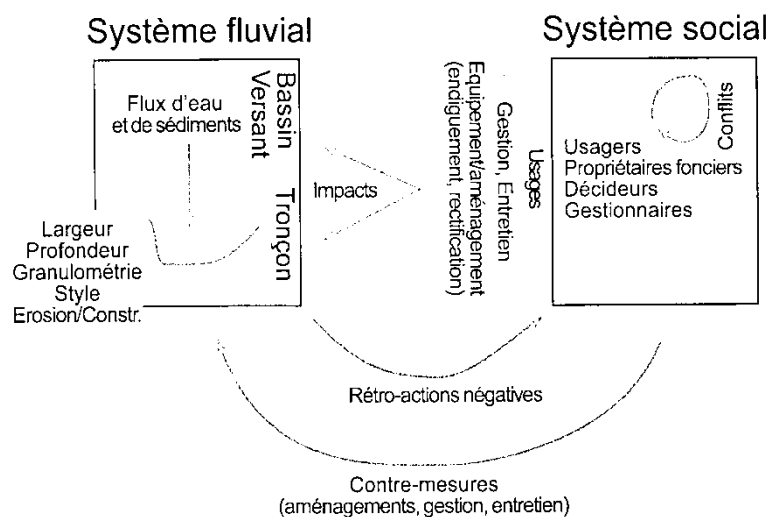 Système fluvial
Système social
Flux d'eau
et de sédiments
Bassin
Versant
Tronçon
Largeur
Profondeur
Granulométrie
Style
Erosion/Constr.
Impacts
Equipement/aménagement
(endiguement, rectification)
Gestion, Entretien
Usages
Conflits
Usagers
Propriétaires fonciers
Décideurs
Gestionnaires
Rétro-actions négatives
Contre-mesures
(aménagements, gestion, entretien)